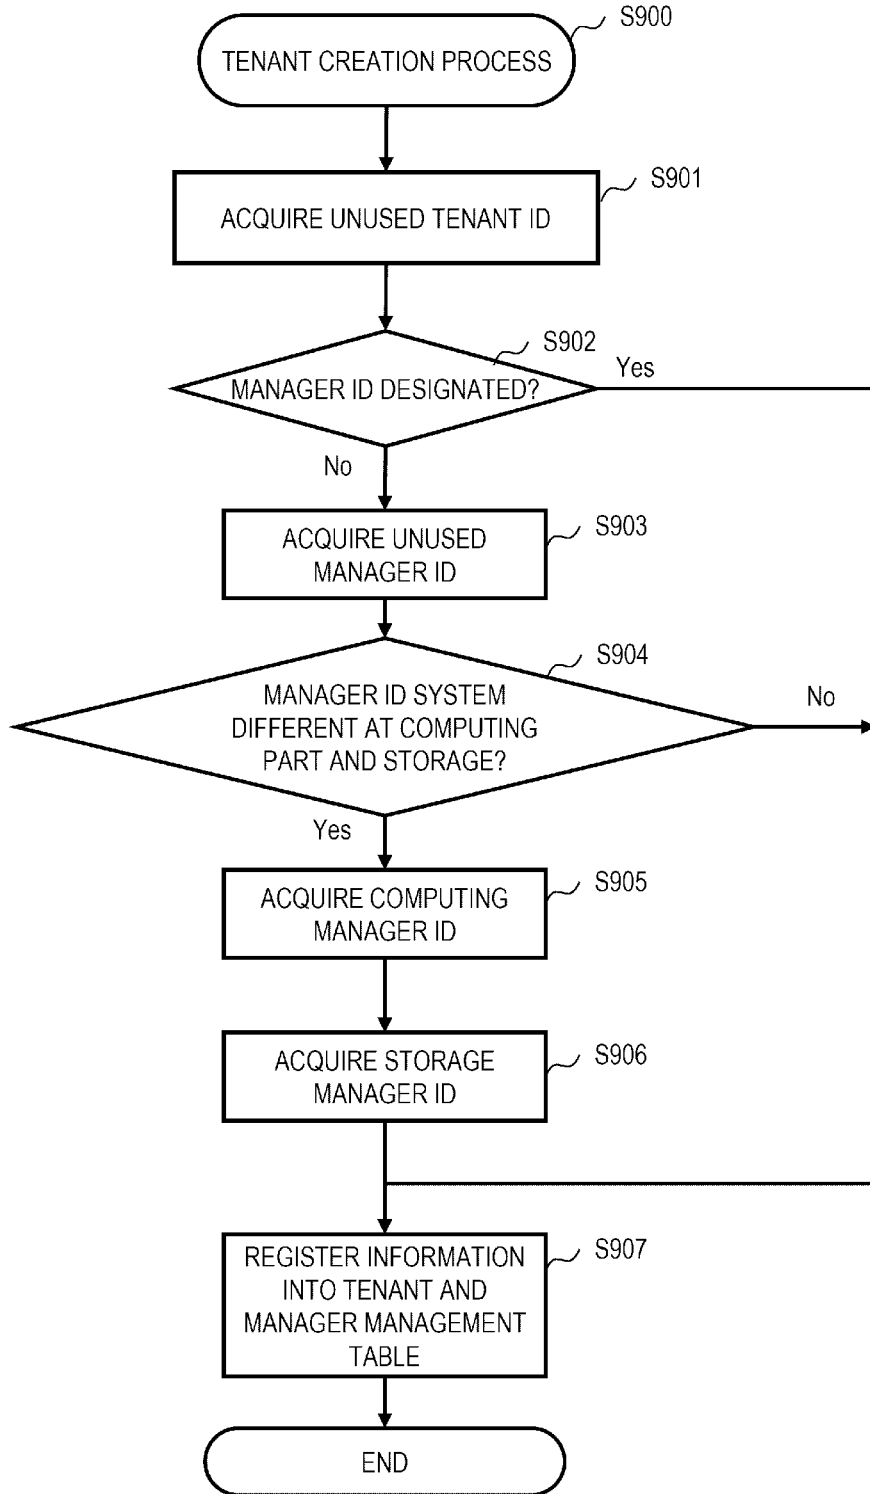 S900
TENANT CREATION PROCESS
S901
ACQUIRE UNUSED TENANT ID
S902
MANAGER ID DESIGNATED?
Yes
No
S903
ACQUIRE UNUSED
MANAGER ID
S904
MANAGER ID SYSTEM
DIFFERENT AT COMPUTING
PART AND STORAGE?
No
Yes
S905
ACQUIRE COMPUTING
MANAGER ID
S906
ACQUIRE STORAGE
MANAGER ID
S907
REGISTER INFORMATION
INTO TENANT AND
MANAGER MANAGEMENT
TABLE
END